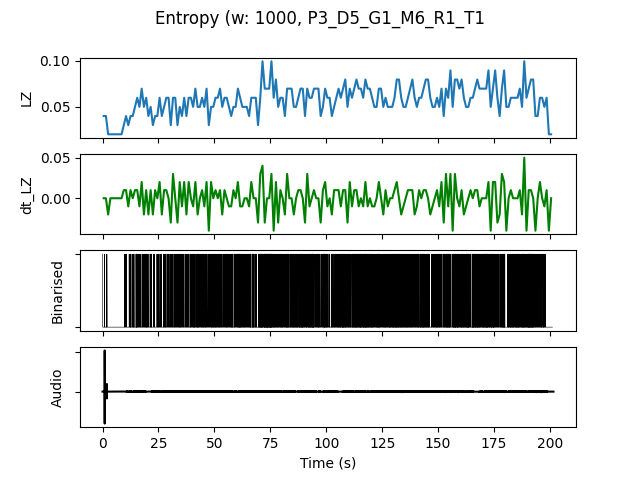 Entropy (w: 1000, P3_D5_G1_M6_R1_T1
0.10
0.05
LZ
0.05
0.00
dt_LZ
Binarised
Audio
0 25 50 75 100 125 150 175 200
Time (s)